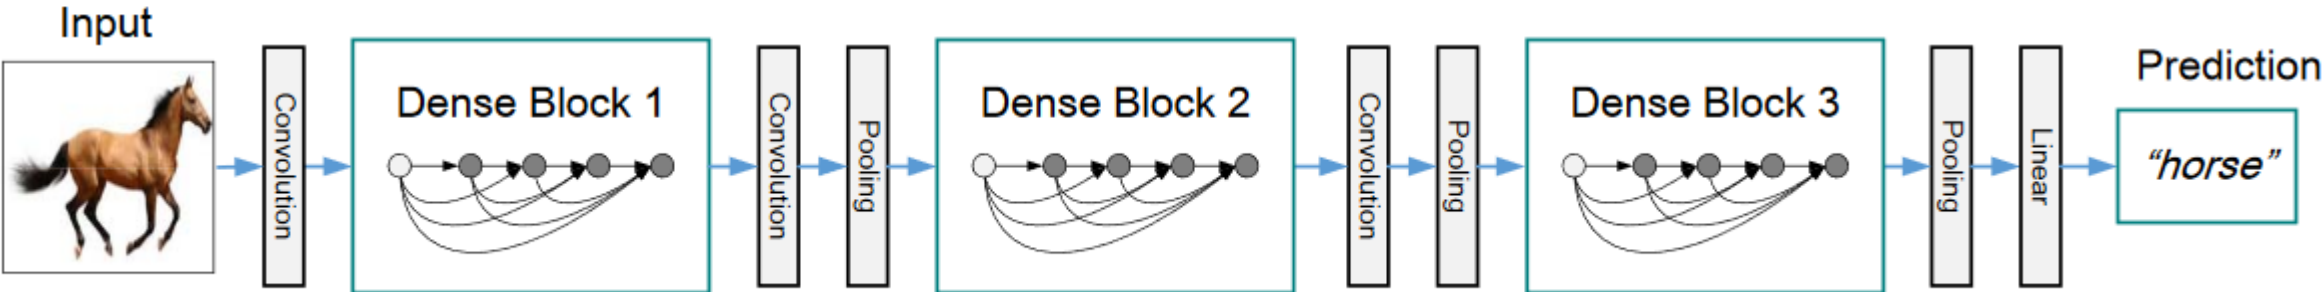 Input
Convolution
Dense Block 1
Convolution
Pooling
Dense Block 2
Convolution
Pooling
Dense Block 3
Pooling
Linear
Prediction
“horse”